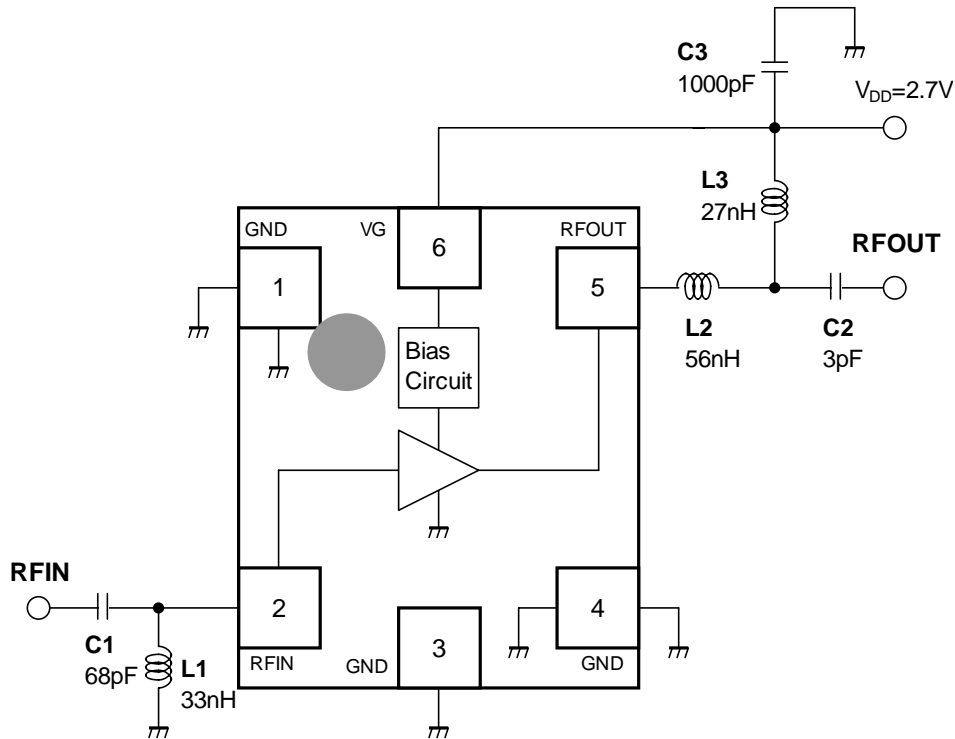 C3
1000pF
VDD=2.7V
L3
27nH
GND
VG
RFOUT
6
RFOUT
1
5
L2
56nH
C2
3pF
Bias
Circuit
RFIN
2
4
3
C1
68pF
L1
33nH
RFIN
GND
GND